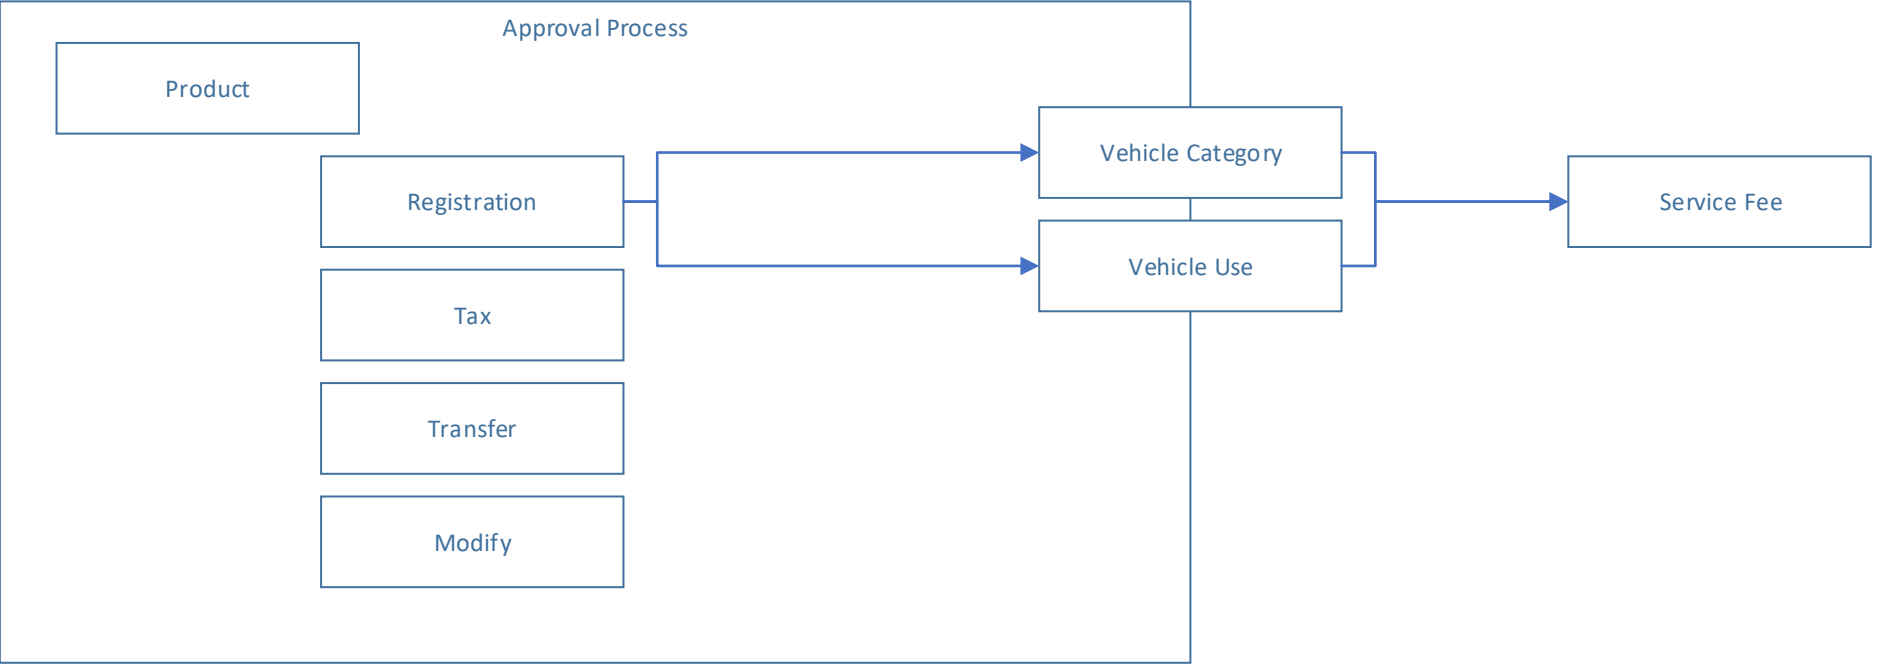 Approval Process
Product
Registration
Tax
Transfer
Modify
Vehicle Category
Vehicle Use
Service Fee